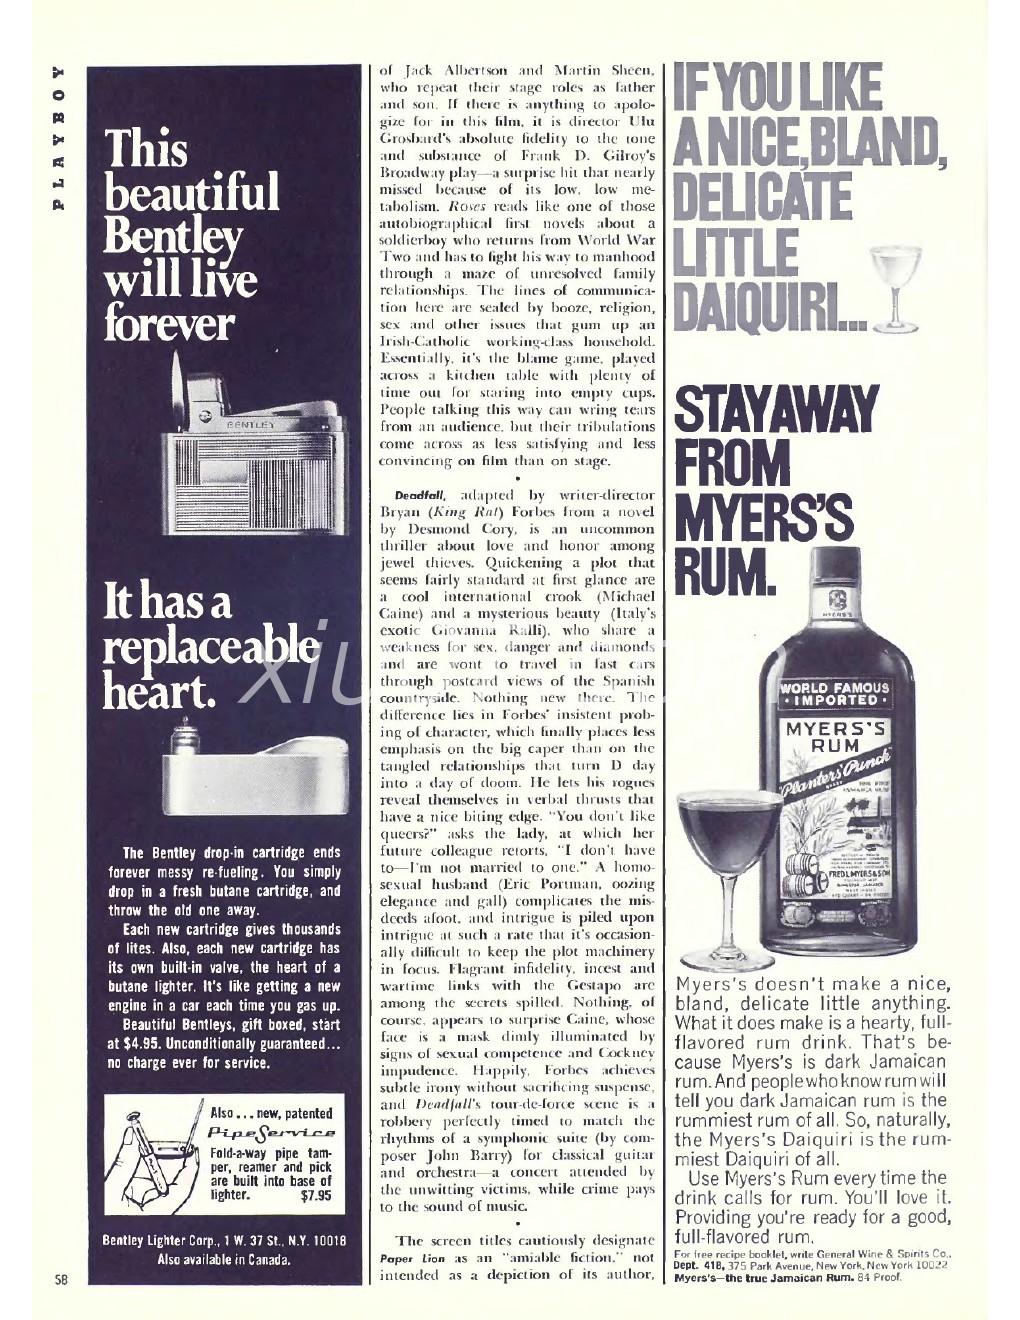 PLAYBOY
This
beautiful
Bentley
will live
forever
BENTLEY
It has a
replaceable
heart.
The Bentley drop-in cartridge ends
forever messy re-fueling. You simply
drop in a fresh butane cartridge, and
throw the old one away.
Each new cartridge gives thousands
of lites. Also, each new cartridge has
its own built-in valve, the heart of a
butane lighter. It's like getting a new
engine in a car each time you gas up.
Beautiful Bentleys, gift boxed, start
at $4.95. Unconditionally guaranteed...
no charge ever for service.
Also... new, patented
PipeService
Fold-a-way pipe tam-
per, reamer and pick
are built into base of
lighter. $7.95
Bentley Lighter Corp., 1 W. 37 St., N.Y. 10018
Also available in Canada.
58
of Jack Albertson and Martin Sheen,
who repeat their stage roles as father
and son. If there is anything to apolo-
gize for in this film, it is director Ulu
Grosbard's absolute fidelity to the tone
and substance of Frank D. Gilroy's
Broadway play—a surprise hit that nearly
missed because of its low, low me-
tabolism. Roses reads like one of those
autobiographical first novels about a
soldierboy who returns from World War
Two and has to fight his way to manhood
through a maze of unresolved family
relationships. The lines of communica-
tion here are sealed by booze, religion,
sex and other issues that gum up an
Irish-Catholic working-class household.
Essentially, it's the blame game, played
across a kitchen table with plenty of
time out for staring into empty cups.
People talking this way can wring tears
from an audience, but their tribulations
come across as less satisfying and less
convincing on film than on stage.
•
Deadfall, adapted by writer-director
Bryan (King Rat) Forbes from a novel
by Desmond Cory, is an uncommon
thriller about love and honor among
jewel thieves. Quickening a plot that
seems fairly standard at first glance are
a cool international crook (Michael
Caine) and a mysterious beauty (Italy's
exotic Giovanna Ralli), who share a
weakness for sex, danger and diamonds
and are wont to travel in fast cars
through postcard views of the Spanish
countryside. Nothing new there. The
difference lies in Forbes' insistent prob-
ing of character, which finally places less
emphasis on the big caper than on the
tangled relationships that turn D day
into a day of doom. He lets his rogues
reveal themselves in verbal thrusts that
have a nice biting edge. "You don't like
queers?" asks the lady, at which her
future colleague retorts, "I don't have
to—I'm not married to one." A homo-
sexual husband (Eric Portman, oozing
elegance and gall) complicates the mis-
deeds afoot, and intrigue is piled upon
intrigue at such a rate that it's occasion-
ally difficult to keep the plot machinery
in focus. Flagrant infidelity, incest and
wartime links with the Gestapo are
among the secrets spilled. Nothing, of
course, appears to surprise Caine, whose
face is a mask dimly illuminated by
signs of sexual competence and Cockney
impudence. Happily, Forbes achieves
subtle irony without sacrificing suspense,
and Deadfall's tour-de-force scene is a
robbery perfectly timed to match the
rhythms of a symphonic suite (by com-
poser John Barry) for classical guitar
and orchestra—a concert attended by
the unwitting victims, while crime pays
to the sound of music.
•
The screen titles cautiously designate
Paper Lion as an "amiable fiction," not
intended as a depiction of its author,
IF YOU LIKE
A NICE, BLAND,
DELICATE
LITTLE
DAIQUIRI...
STAY AWAY
FROM
MYERS'S
RUM.
MYERS'S
WORLD FAMOUS
• IMPORTED •
MYERS'S
RUM
"Planters' Punch"
FRED L. MYERS & SON
Myers's doesn't make a nice,
bland, delicate little anything.
What it does make is a hearty, full-
flavored rum drink. That's be-
cause Myers's is dark Jamaican
rum. And people who know rum will
tell you dark Jamaican rum is the
rummiest rum of all. So, naturally,
the Myers's Daiquiri is the rum-
miest Daiquiri of all.
Use Myers's Rum every time the
drink calls for rum. You'll love it.
Providing you're ready for a good,
full-flavored rum.
For free recipe booklet, write General Wine & Spirits Co.,
Dept. 418, 375 Park Avenue, New York, New York 10022
Myers's—the true Jamaican Rum. 84 Proof.